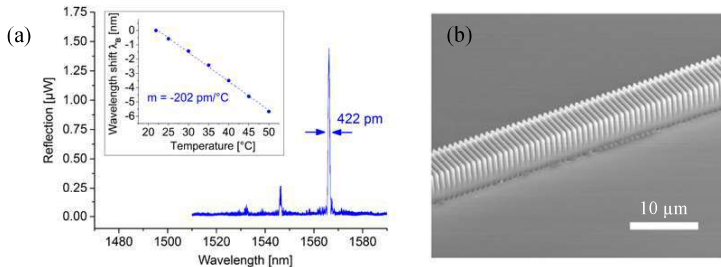 (a)
1.75
1.50
1.25
1.00
0.75
0.50
0.25
0.00
Reflection [µW]
1480 1500 1520 1540 1560 1580
Wavelength [nm]
422 pm
0
-1
-2
-3
-4
-5
-6
Wavelength shift λB [nm]
m = -202 pm/°C
20 25 30 35 40 45 50
Temperature [°C]
(b)
10 µm